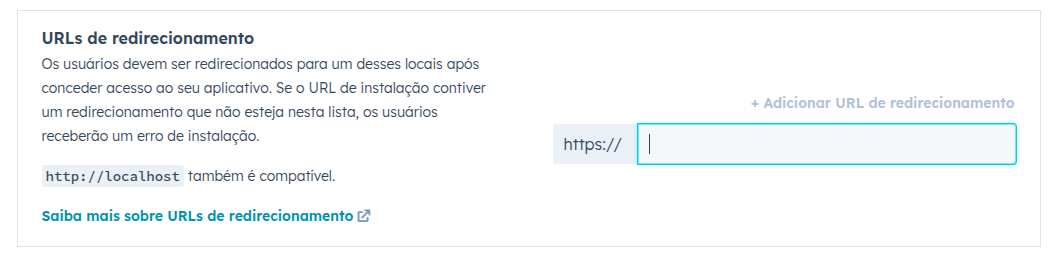 URLs de redirecionamento
Os usuários devem ser redirecionados para um desses locais após
conceder acesso ao seu aplicativo. Se o URL de instalação contiver
um redirecionamento que não esteja nesta lista, os usuários
receberão um erro de instalação.
http://localhost também é compatível.
Saiba mais sobre URLs de redirecionamento
+ Adicionar URL de redirecionamento
https://